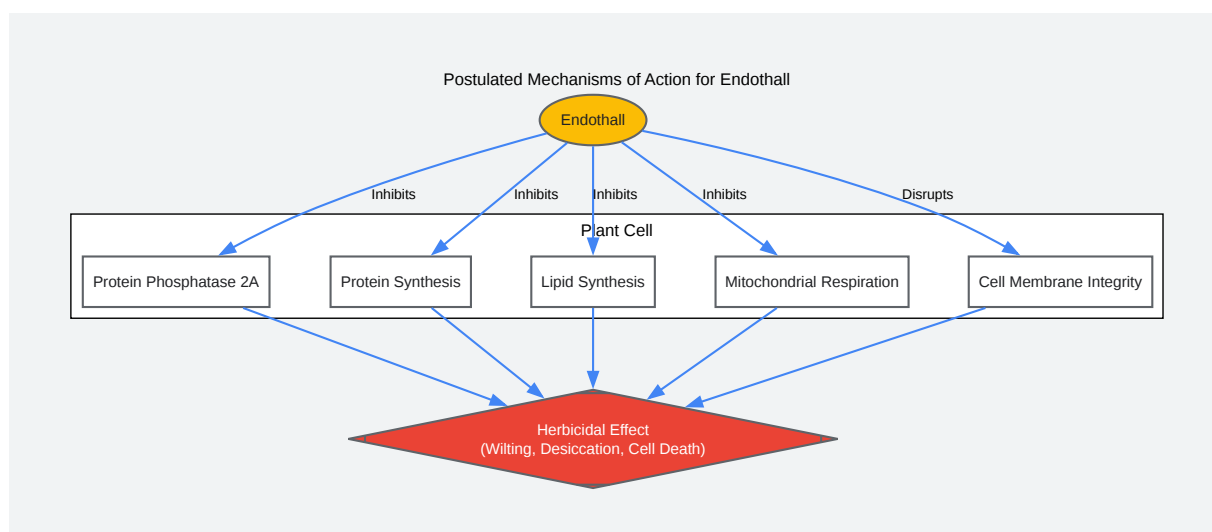 Postulated Mechanisms of Action for Endothall
Endothall
Inhibits
Inhibits
Inhibits
Inhibits
Disrupts
Plant Cell
Protein Phosphatase 2A
Protein Synthesis
Lipid Synthesis
Mitochondrial Respiration
Cell Membrane Integrity
Herbicidal Effect
(Wilting, Desiccation, Cell Death)